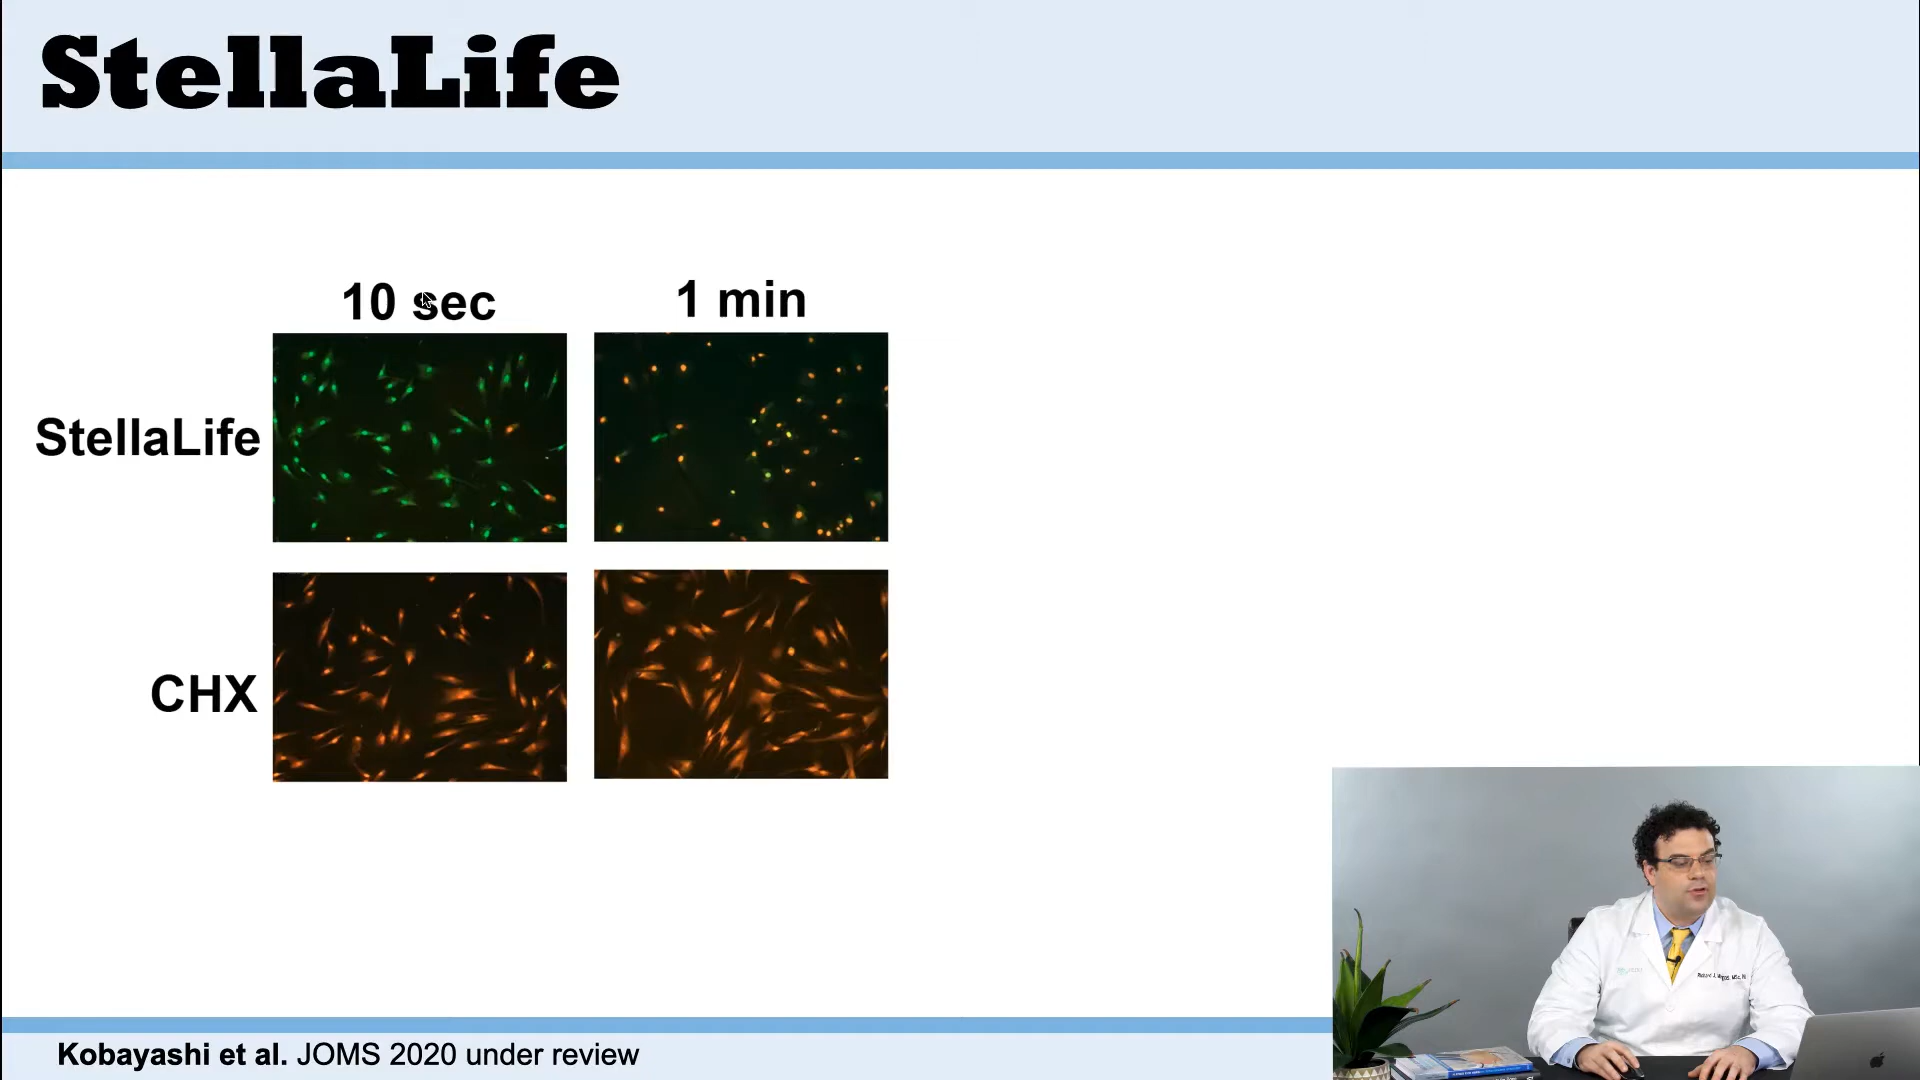 StellaLife
10 sec
1 min
StellaLife
CHX
Kobayashi et al. JOMS 2020 under review